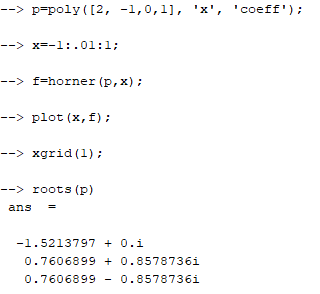 --> p=poly([2, -1,0,1], 'x', 'coeff');
--> x=-1:.01:1;
--> f=horner(p,x);
--> plot(x,f);
--> xgrid(1);
--> roots(p)
ans  =
-1.5213797 + 0.i
0.7606899 + 0.8578736i
0.7606899 - 0.8578736i